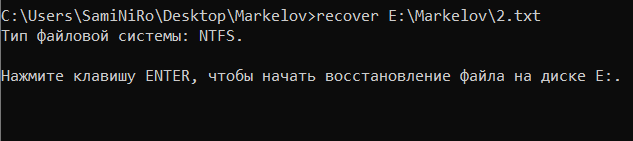 C:\Users\SamiNiRo\Desktop\Markelov>recover E:\Markelov\2.txt
Тип файловой системы: NTFS.
Нажмите клавишу ENTER, чтобы начать восстановление файла на диске E:.